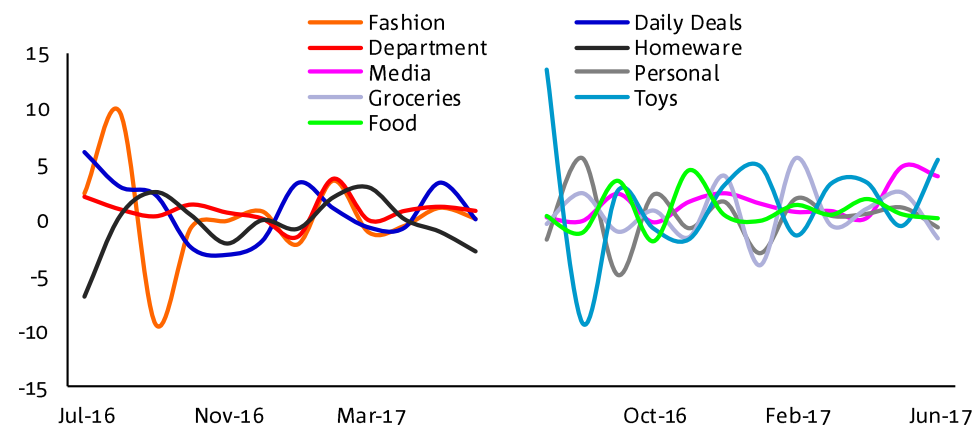 Fashion
Department
Media
Groceries
Food
Daily Deals
Homeware
Personal
Toys
15
10
5
0
-5
-10
-15
Jul-16 Nov-16 Mar-17 Oct-16 Feb-17 Jun-17